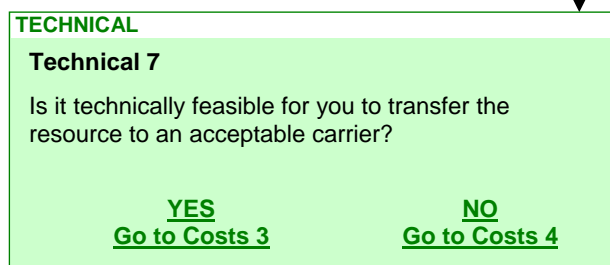 TECHNICAL
Technical 7
Is it technically feasible for you to transfer the
resource to an acceptable carrier?
YES NO
Go to Costs 3 Go to Costs 4